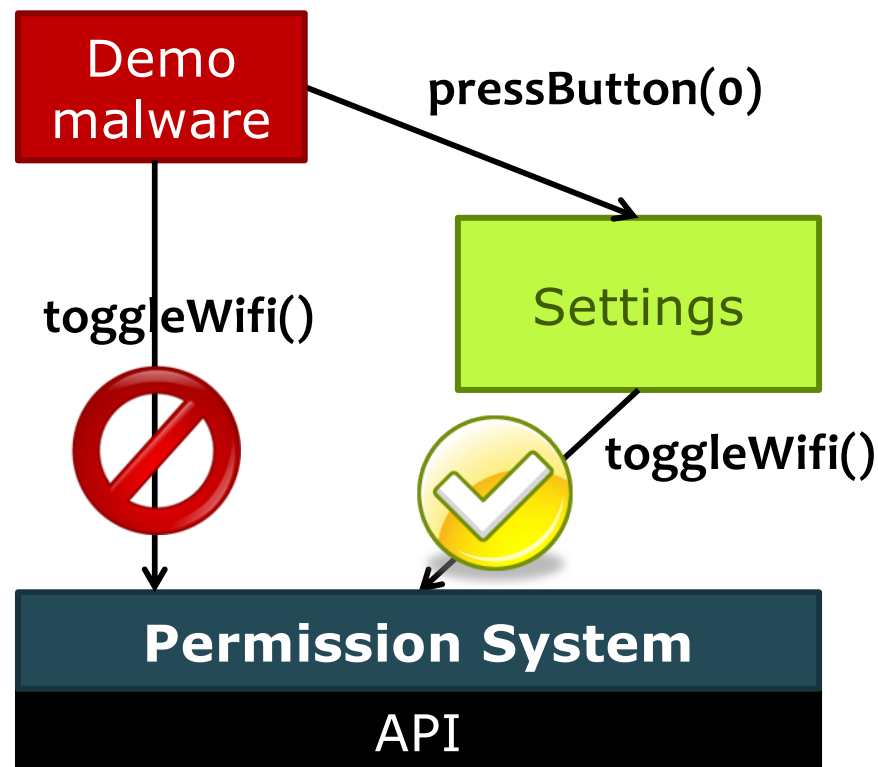 Demo
malware
pressButton(0)
Settings
toggleWifi()
toggleWifi()
Permission System
API